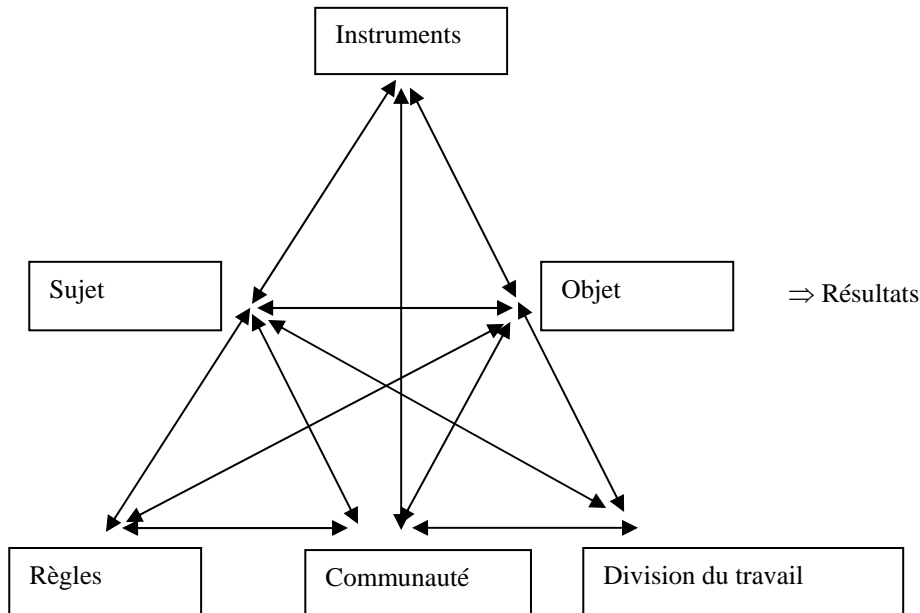 Instruments
Sujet
Objet
⇒ Résultats
Règles
Communauté
Division du travail